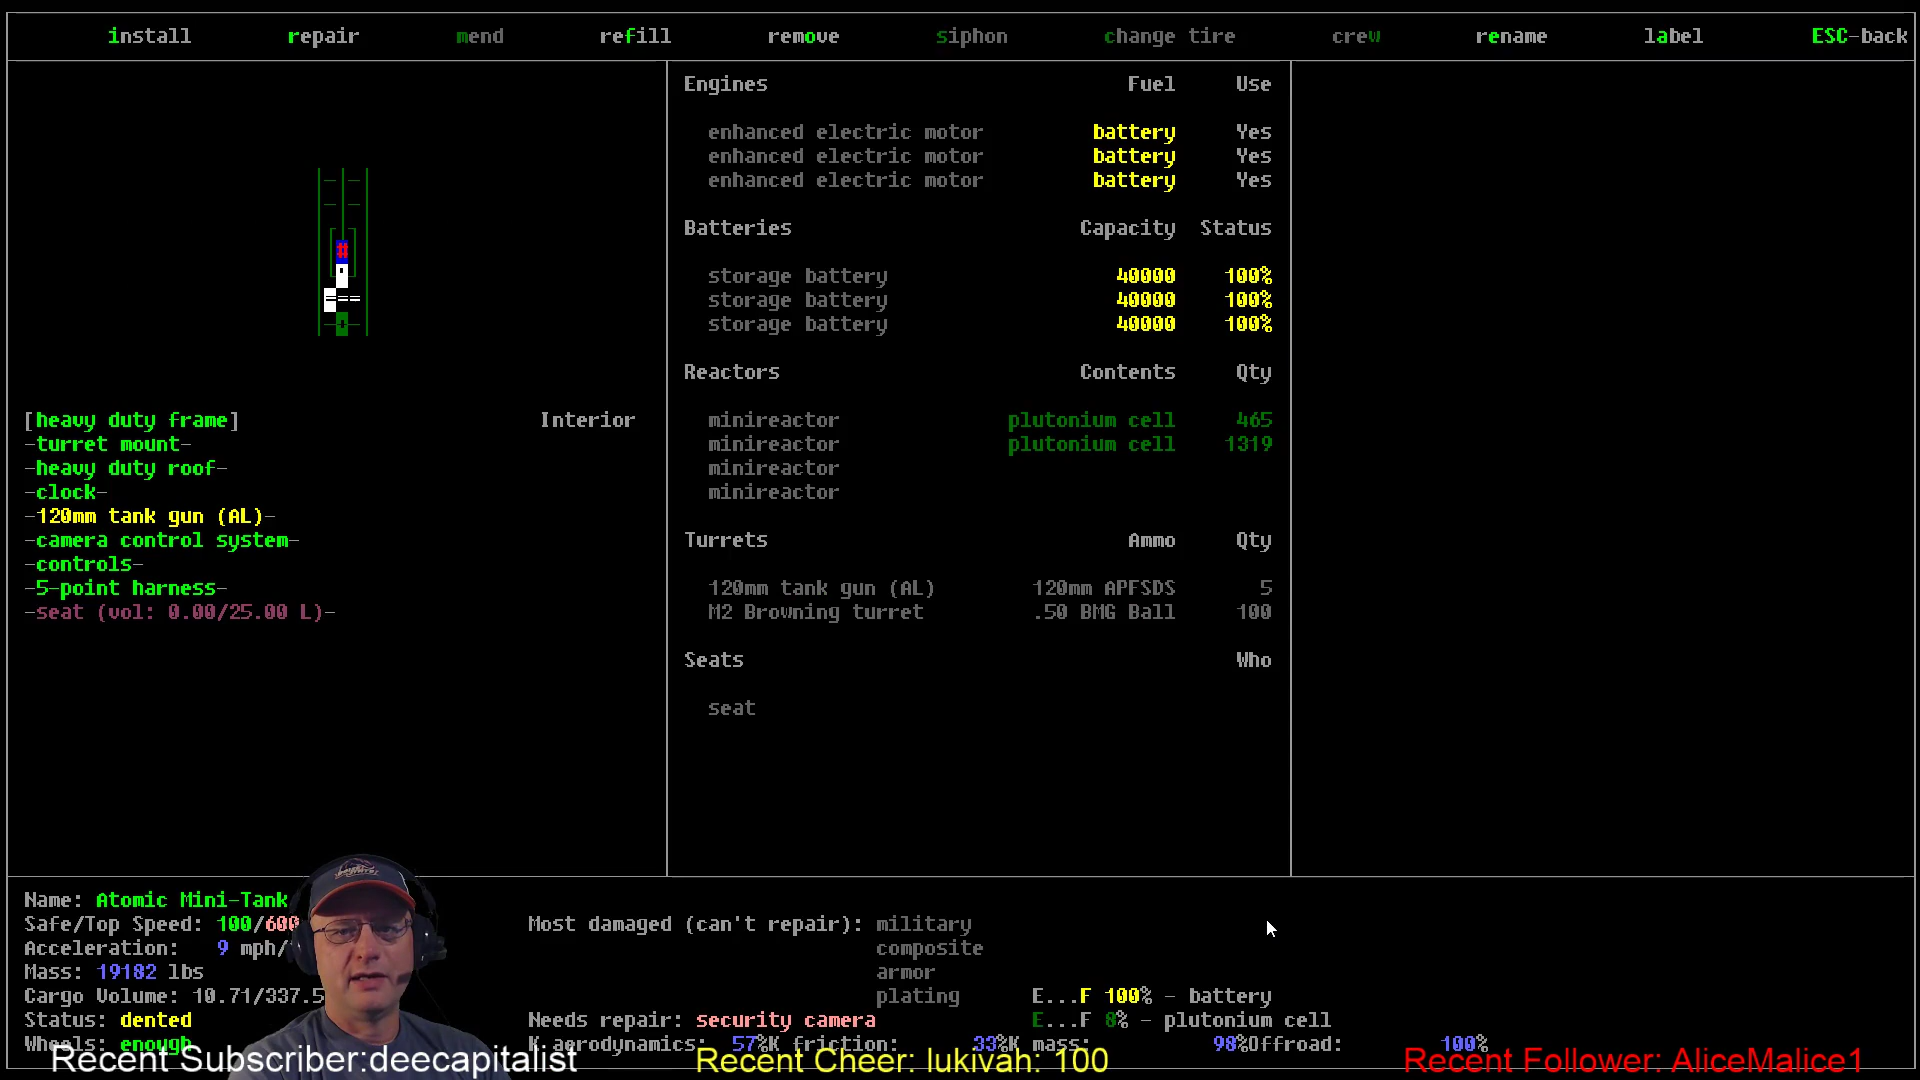 install repair mend refill remove siphon change tire crew rename label ESC-back
Engines Fuel Use
enhanced electric motor battery Yes
enhanced electric motor battery Yes
enhanced electric motor battery Yes
Batteries Capacity Status
storage battery 40000 100%
storage battery 40000 100%
storage battery 40000 100%
Reactors Contents Qty
minireactor plutonium cell 465
minireactor plutonium cell 1319
minireactor
minireactor
Turrets Ammo Qty
120mm tank gun (AL) 120mm APFSDS 5
M2 Browning turret .50 BMG Ball 100
Seats Who
seat
[heavy duty frame] Interior
-turret mount-
-heavy duty roof-
-clock-
-120mm tank gun (AL)-
-camera control system-
-controls-
-5-point harness-
-seat (vol: 0.00/25.00 L)-
Name: Atomic Mini-Tank
Safe/Top Speed: 100/600
Acceleration: 9 mph/
Mass: 19182 lbs
Cargo Volume: 10.71/337.5
Status: dented
Wheels: enough
Most damaged (can't repair): military
composite
armor
plating
Needs repair: security camera
E...F 100% - battery
E...F 8% - plutonium cell
K aerodynamics: 57%K friction: 33%K mass: 98%Offroad: 100%
Recent Subscriber:deecapitalist
Recent Cheer: lukivah: 100
Recent Follower: AliceMalice1